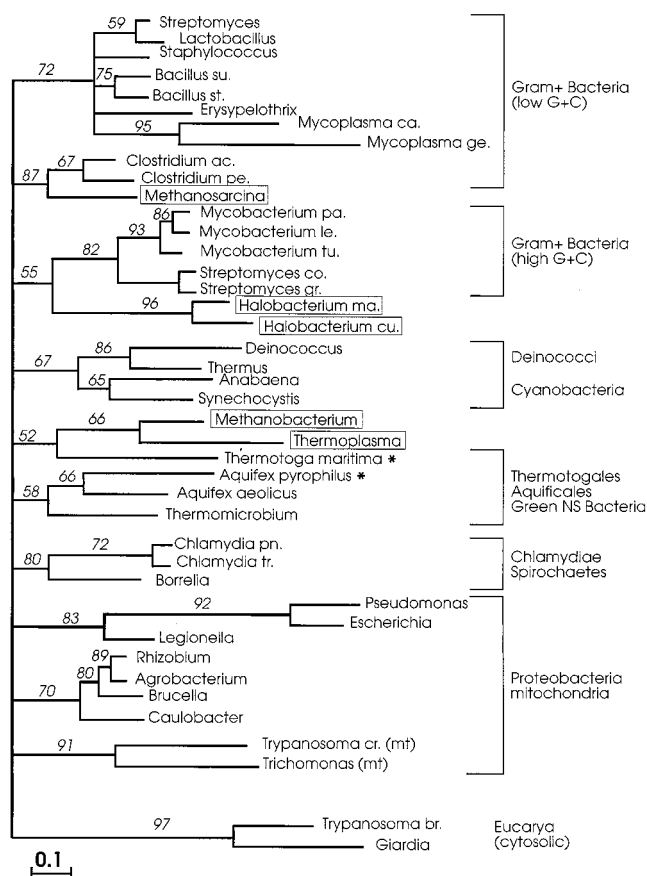 59
Streptomyces
Lactobacillus
Staphylococcus
72
75
Bacillus su.
Bacillus st.
Erysypelothrix
95
Mycoplasma ca.
Mycoplasma ge.
Gram+ Bacteria
(low G+C)
67
Clostridium ac.
87
Clostridium pe.
Methanosarcina
86
Mycobacterium pa.
93
Mycobacterium le.
82
Mycobacterium tu.
55
Streptomyces co.
Streptomyces gr.
96
Halobacterium ma.
Halobacterium cu.
Gram+ Bacteria
(high G+C)
86
Deinococcus
67
Thermus
65
Anabaena
Synechocystis
Deinococci
Cyanobacteria
66
Methanobacterium
52
Thermoplasma
Thermotoga maritima *
66
Aquifex pyrophilus *
58
Aquifex aeolicus
Thermomicrobium
Thermotogales
Aquificales
Green NS Bacteria
72
Chlamydia pn.
80
Chlamydia tr.
Borrelia
Chlamydiae
Spirochaetes
92
Pseudomonas
83
Escherichia
Legionella
89
Rhizobium
80
Agrobacterium
70
Brucella
Caulobacter
91
Trypanosoma cr. (mt)
Trichomonas (mt)
Proteobacteria
mitochondria
97
Trypanosoma br.
Giardia
Eucarya
(cytosolic)
0.1